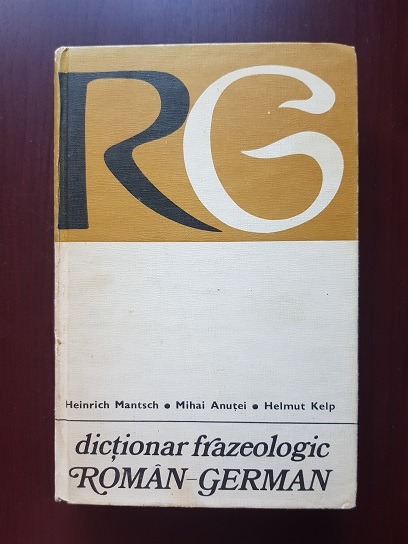 RG
Heinrich Mantsch • Mihai Anuței • Helmut Kelp
dicționar frazeologic
ROMÂN-GERMAN